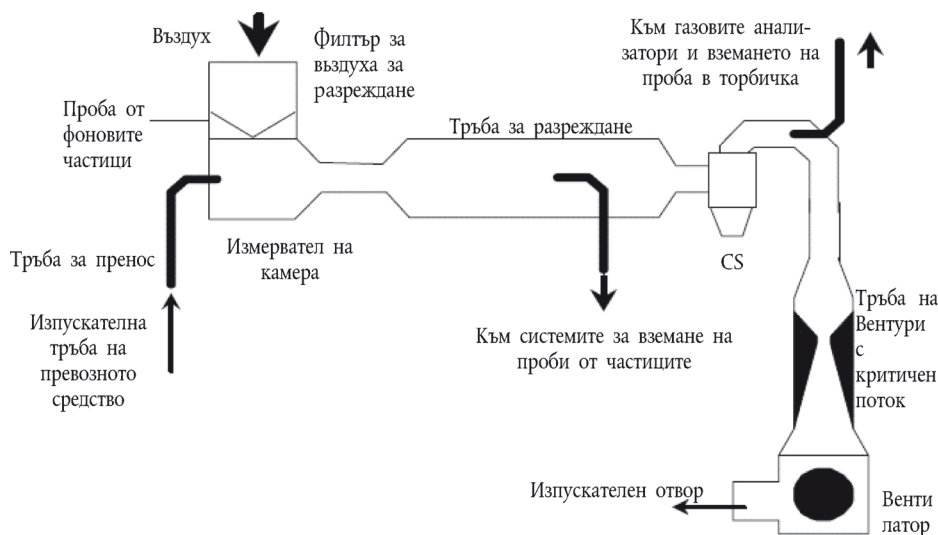 Въздух
Филтър за
въздуха за
разреждане
Към газовите анали-
затори и вземането на
проба в торбичка
Проба от
фоновите
частици
Тръба за разреждане
Тръба за пренос
Измервател на
камера
CS
Изпускателна
тръба на
превозното
средство
Към системите за вземане на
проби от частиците
Тръба на
Вентури
с
критичен
поток
Изпускателен отвор
Венти
латор